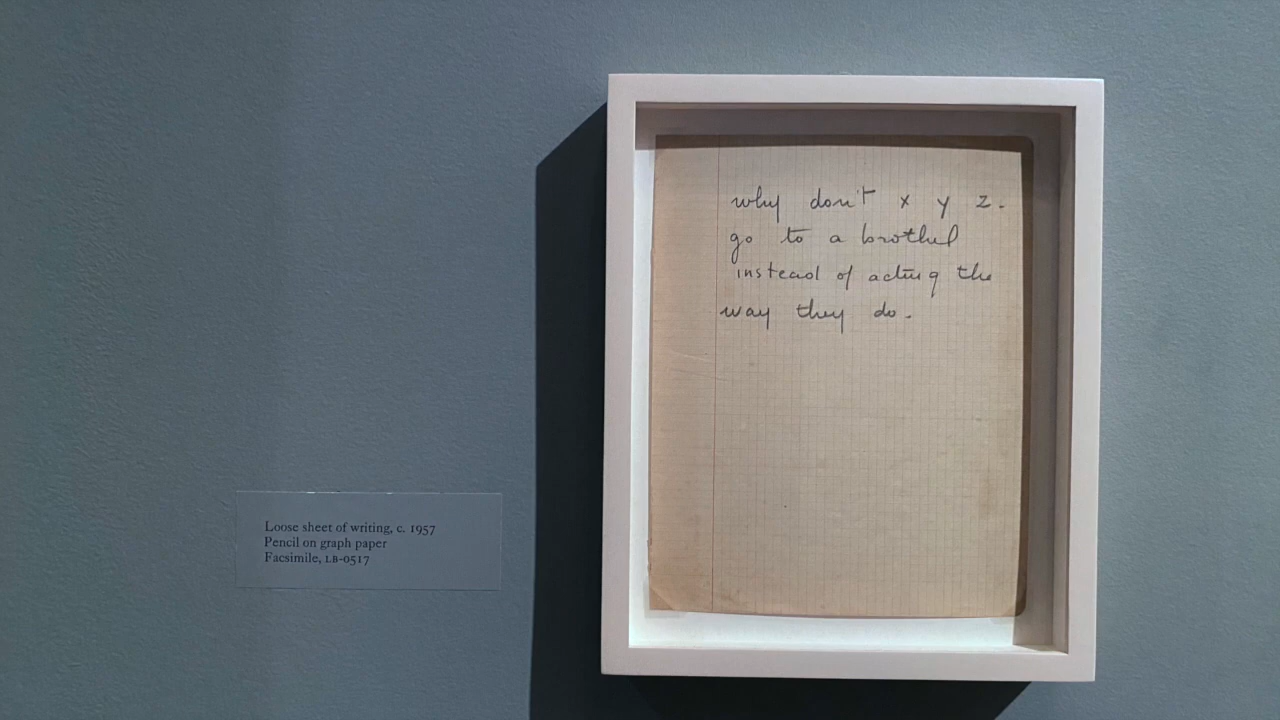 why don't x y z.
go to a brothel
instead of acting the
way they do.
Loose sheet of writing, c. 1957
Pencil on graph paper
Facsimile, LB-0517